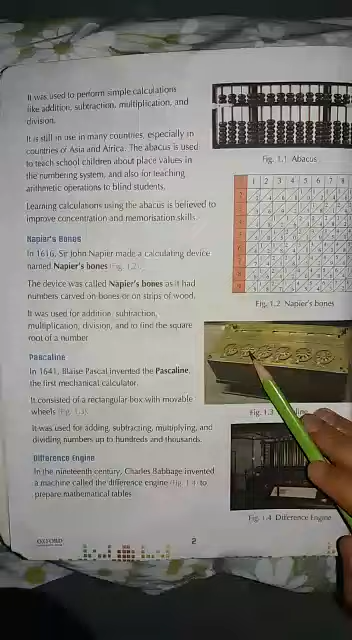 It was used to perform simple calculations
like addition, subtraction, multiplication, and
division.
It is still in use in many countries, especially in
countries of Asia and Africa. The abacus is used
to teach school children about place values in
the numbering system, and also for teaching
arithmetic operations to blind students.
Learning calculations using the abacus is believed to
improve concentration and memorisation skills.
Napier's Bones
In 1616, Sir John Napier made a calculating device
named Napier's bones (Fig. 1.2).
The device was called Napier's bones as it had
numbers carved on bones or on strips of wood.
It was used for addition, subtraction,
multiplication, division, and to find the square
root of a number
Pascaline
In 1641, Blaise Pascal invented the Pascaline,
the first mechanical calculator.
It consisted of a rectangular box with movable
wheels (Fig. 1.3).
It was used for adding, subtracting, multiplying, and
dividing numbers up to hundreds and thousands.
Difference Engine
In the nineteenth century, Charles Babbage invented
a machine called the difference engine (Fig. 1.4) to
prepare mathematical tables
Fig. 1.1 Abacus
1 2 3 4 5 6 7 8
Fig. 1.2 Napier's bones
Fig. 1.3
Fig. 1.4 Difference Engine
OXFORD
2